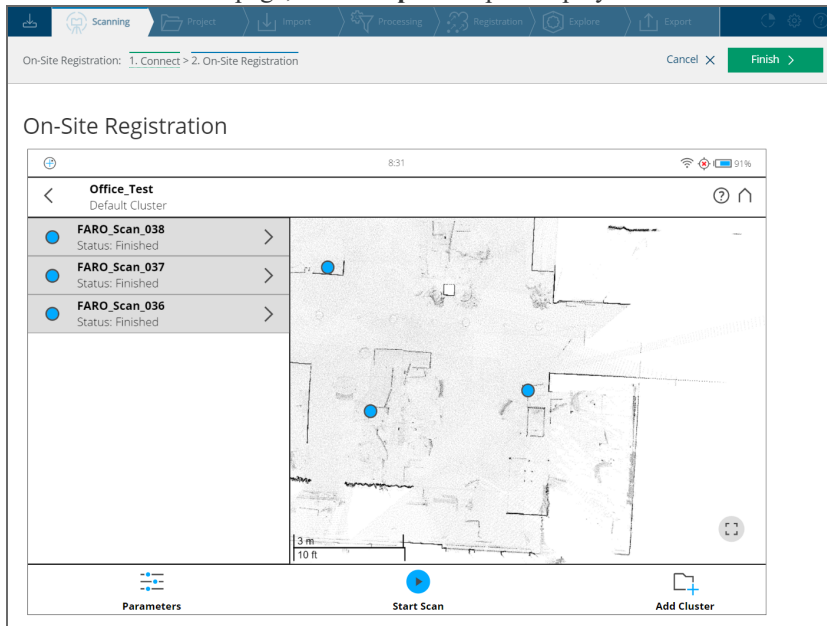 page,
Scanning Project Import Processing Registration Explore Export
On-Site Registration: 1. Connect > 2. On-Site Registration Cancel X Finish >
On-Site Registration
8:31 91%
Office_Test
Default Cluster
FARO_Scan_038
Status: Finished
FARO_Scan_037
Status: Finished
FARO_Scan_036
Status: Finished
3 m
10 ft
Parameters Start Scan Add Cluster